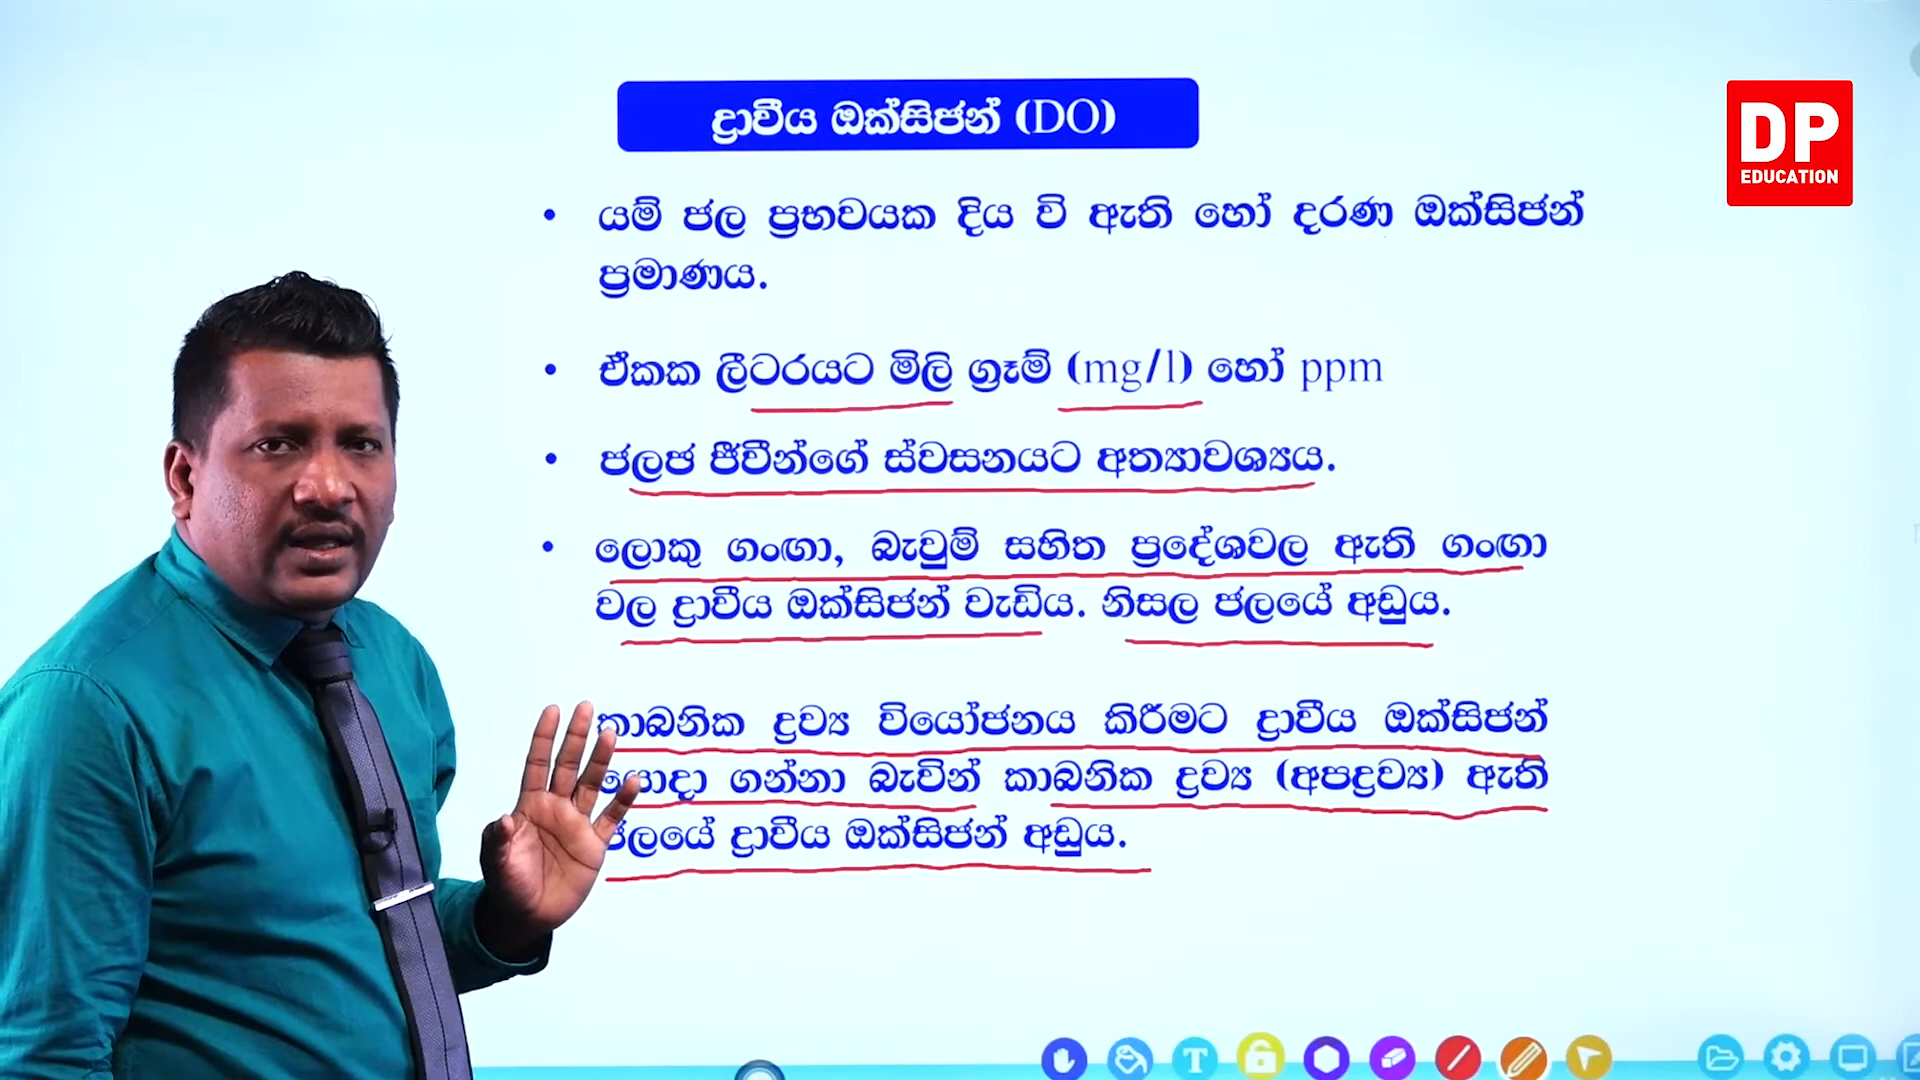 ද්‍රාවීය ඔක්සිජන් (DO)
DP
EDUCATION
• යම් ජල ප්‍රභවයක දිය වි ඇති හෝ දරණ ඔක්සිජන්
ප්‍රමාණය.
• ඒකක ලීටරයට මිලි ග්‍රෑම් (mg/l) හෝ ppm
• ජලජ ජීවීන්ගේ ස්වසනයට අත්‍යාවශ්‍යය.
• ලොකු ගංඟා, බැවුම් සහිත ප්‍රදේශවල ඇති ගංඟා
වල ද්‍රාවීය ඔක්සිජන් වැඩිය. නිසල ජලයේ අඩුය.
කාබනික ද්‍රව්‍ය වියෝජනය කිරීමට ද්‍රාවීය ඔක්සිජන්
යොදා ගන්නා බැවින් කාබනික ද්‍රව්‍ය (අපද්‍රව්‍ය) ඇති
ජලයේ ද්‍රාවීය ඔක්සිජන් අඩුය.